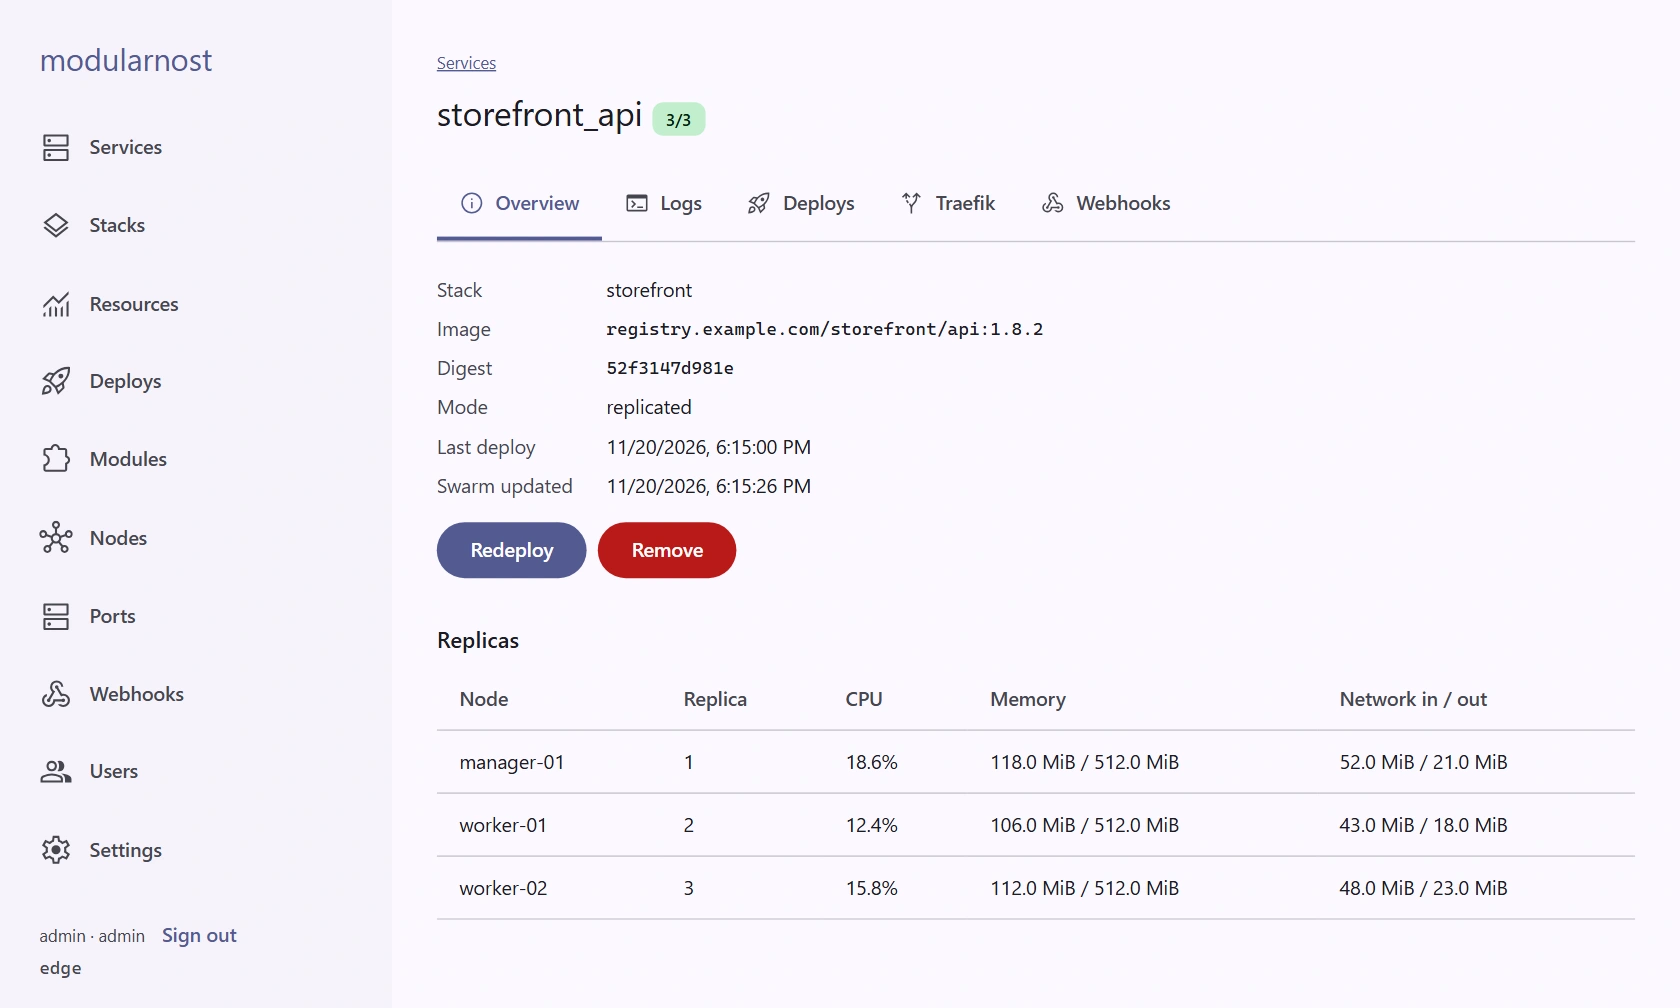 modularnost
Services
Stacks
Resources
Deploys
Modules
Nodes
Ports
Webhooks
Users
Settings
admin · admin Sign out
edge
Services
storefront_api 3/3
Overview Logs Deploys Traefik Webhooks
Stack storefront
Image registry.example.com/storefront/api:1.8.2
Digest 52f3147d981e
Mode replicated
Last deploy 11/20/2026, 6:15:00 PM
Swarm updated 11/20/2026, 6:15:26 PM
Redeploy Remove
Replicas
Node Replica CPU Memory Network in / out
manager-01 1 18.6% 118.0 MiB / 512.0 MiB 52.0 MiB / 21.0 MiB
worker-01 2 12.4% 106.0 MiB / 512.0 MiB 43.0 MiB / 18.0 MiB
worker-02 3 15.8% 112.0 MiB / 512.0 MiB 48.0 MiB / 23.0 MiB